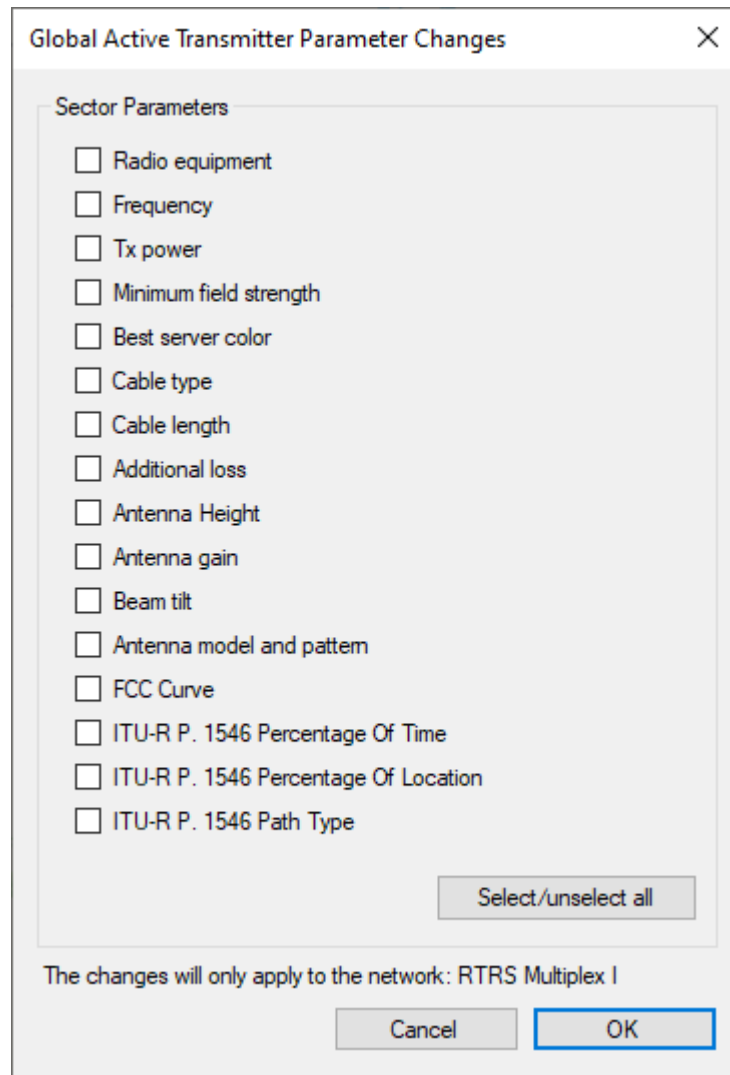 Global Active Transmitter Parameter Changes
Sector Parameters
Radio equipment
Frequency
Tx power
Minimum field strength
Best server color
Cable type
Cable length
Additional loss
Antenna Height
Antenna gain
Beam tilt
Antenna model and pattern
FCC Curve
ITU-R P. 1546 Percentage Of Time
ITU-R P. 1546 Percentage Of Location
ITU-R P. 1546 Path Type
Select/unselect all
The changes will only apply to the network: RTRS Multiplex I
Cancel OK